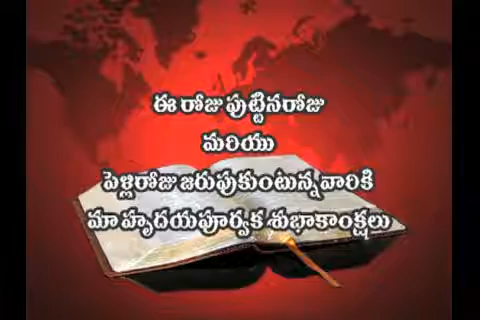 ఈ రోజు పుట్టినరోజు
మరియు
పెళ్లిరోజు జరుపుకుంటున్నవారికి
మా హృదయపూర్వక శుభాకాంక్షలు